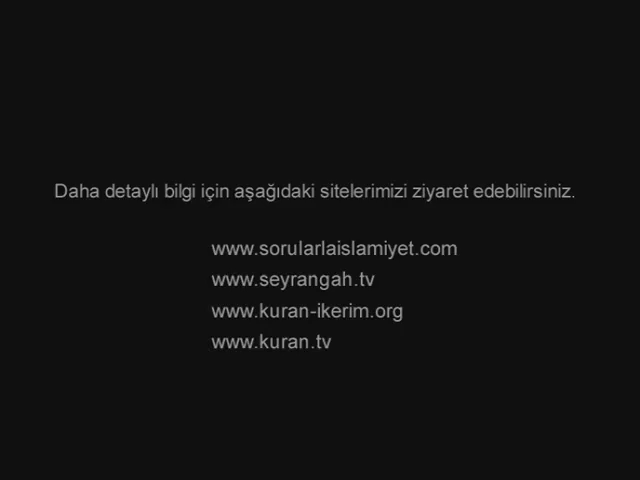 Daha detaylı bilgi için aşağıdaki sitelerimizi ziyaret edebilirsiniz.
www.sorularlaislamiyet.com
www.seyrangah.tv
www.kuran-ikerim.org
www.kuran.tv